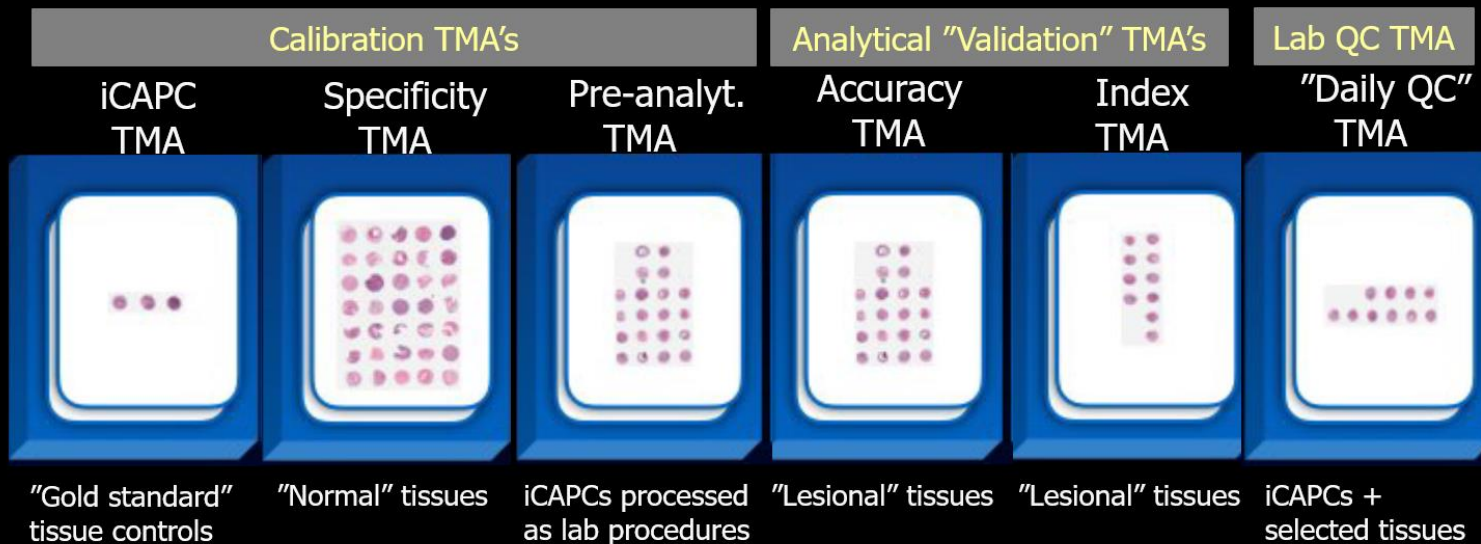 Calibration TMA's
Analytical ”Validation” TMA's
Lab QC TMA
iCAPC
TMA
Specificity
TMA
Pre-analyt.
TMA
Accuracy
TMA
Index
TMA
”Daily QC”
TMA
”Gold standard”
tissue controls
”Normal” tissues
iCAPCs processed
as lab procedures
”Lesional” tissues
”Lesional” tissues
iCAPCs +
selected tissues